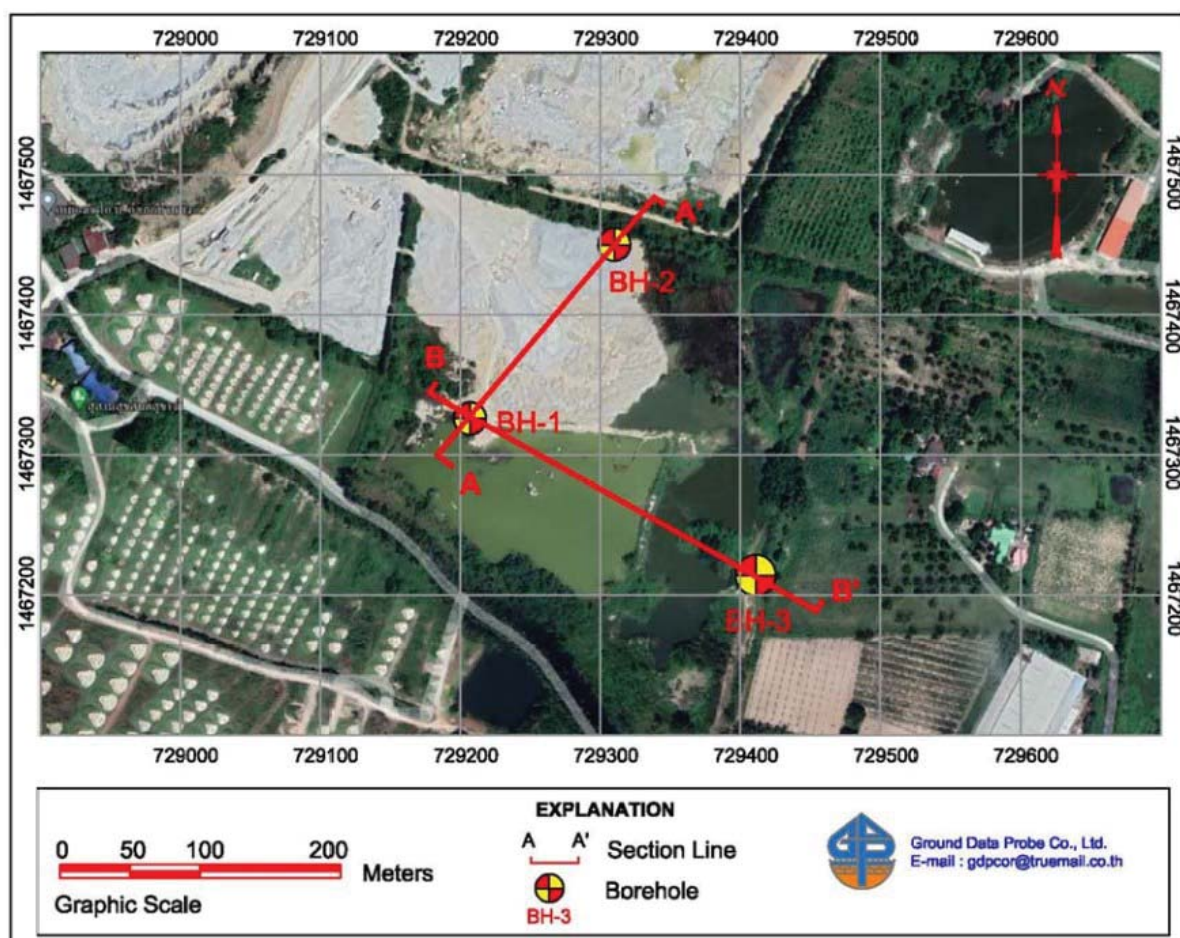 729000 729100 729200 729300 729400 729500 729600
1467500
1467400
1467300
1467200
1467500
1467400
1467300
1467200
N
A'
BH-2
B
BH-1
A
BH-3
B'
729000 729100 729200 729300 729400 729500 729600
EXPLANATION
0 50 100 200
Meters
Graphic Scale
A A'
Section Line
Borehole
BH-3
Ground Data Probe Co., Ltd.
E-mail : gdpcor@truemail.co.th